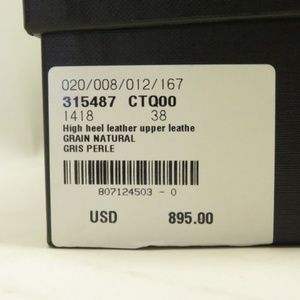 020/008/012/167
315487 CTQ00
1418 38
High heel leather upper leathe
GRAIN NATURAL
GRIS PERLE
807124503 - 0
USD 895.00